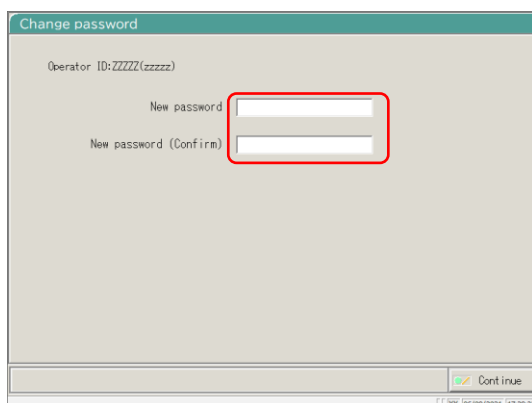 Change password
Operator ID:ZZZZZ(zzzzz)
New password
New password (Confirm)
Continue